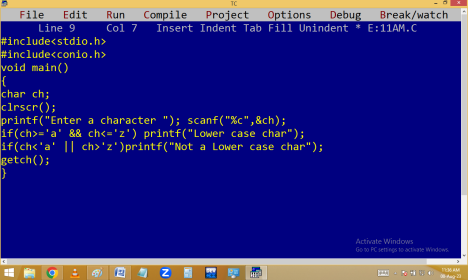 TC
File Edit Run Compile Project Options Debug Break/watch
Line 9 Col 7 Insert Indent Tab Fill Unindent * E:11AM.C
#include<stdio.h>
#include<conio.h>
void main()
{
char ch;
clrscr();
printf("Enter a character "); scanf("%c",&ch);
if(ch>='a' && ch<='z') printf("Lower case char");
if(ch<'a' || ch>'z')printf("Not a Lower case char");
getch();
}
Activate Windows
Go to PC settings to activate Windows.